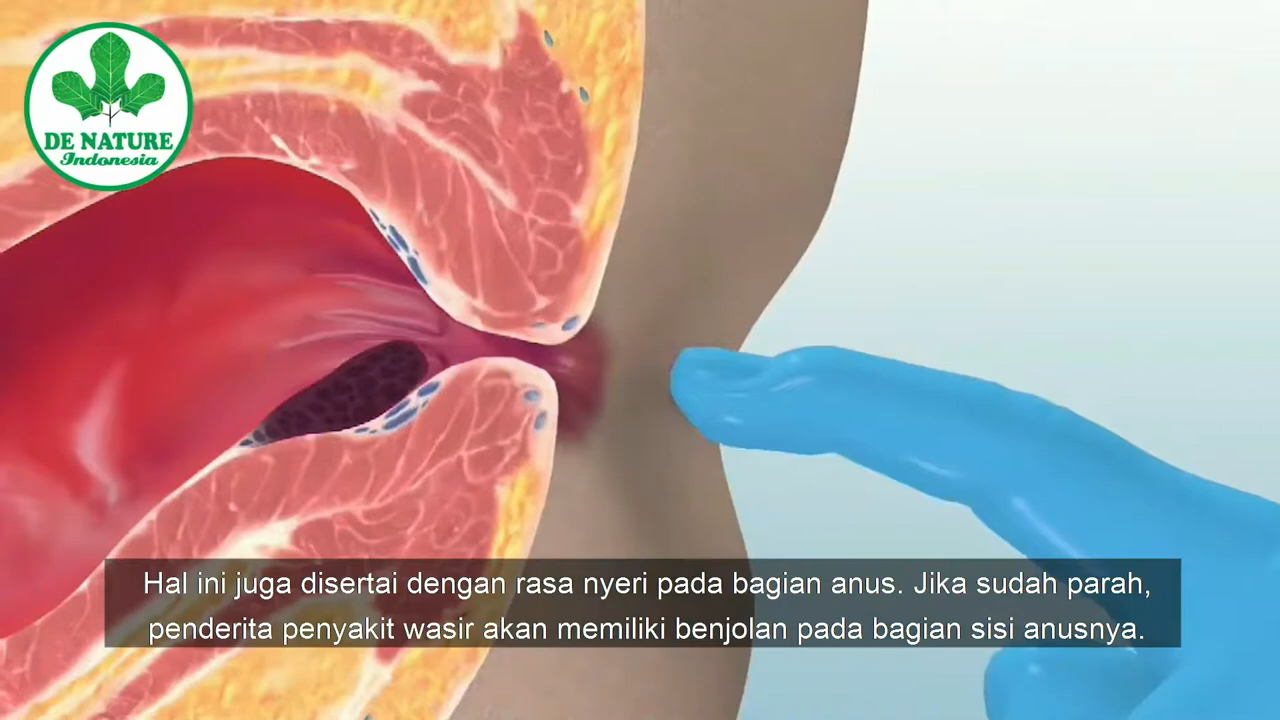 DE NATURE
Indonesia
Hal ini juga disertai dengan rasa nyeri pada bagian anus. Jika sudah parah,
penderita penyakit wasir akan memiliki benjolan pada bagian sisi anusnya.